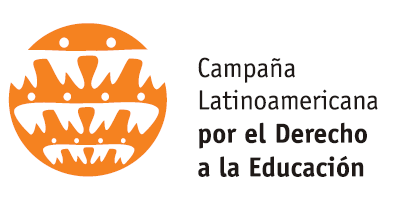 Campaña
Latinoamericana
por el Derecho
a la Educación